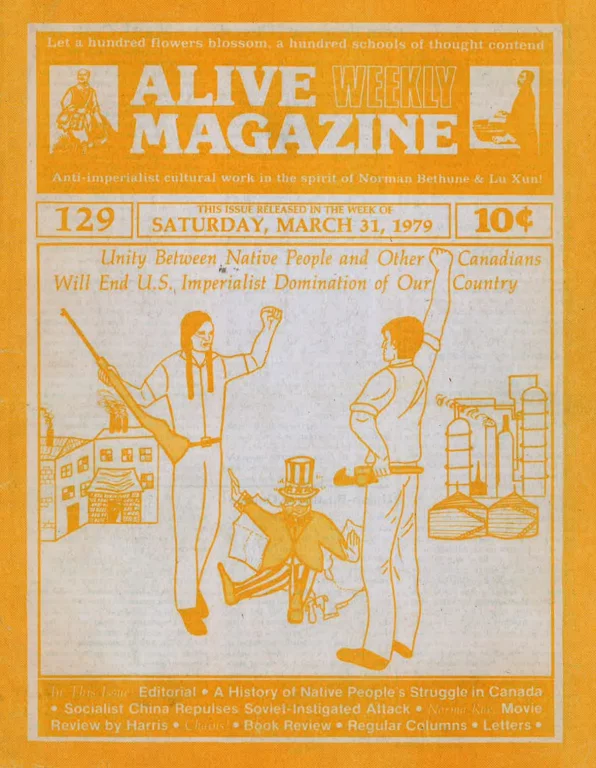 Let a hundred flowers blossom, a hundred schools of thought contend
ALIVE WEEKLY
MAGAZINE
Anti-imperialist cultural work in the spirit of Norman Bethune & Lu Xun!
129
THIS ISSUE RELEASED IN THE WEEK OF
SATURDAY, MARCH 31, 1979
10¢
Unity Between Native People and Other Canadians
Will End U.S. Imperialist Domination of Our Country
In This Issue: Editorial • A History of Native People's Struggle in Canada
• Socialist China Repulses Soviet-Instigated Attack • Norma Rae: Movie
Review by Harris • Chains: • Book Review • Regular Columns • Letters •